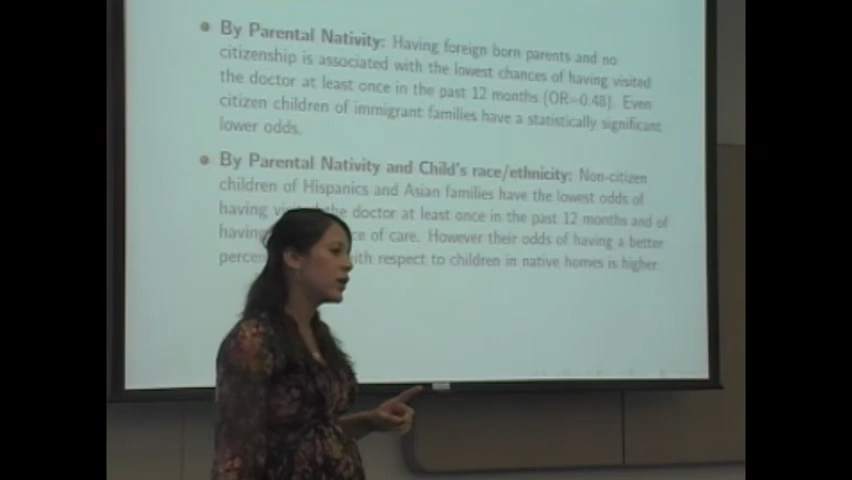 By Parental Nativity: Having foreign born parents and no
citizenship is associated with the lowest chances of having visited
the doctor at least once in the past 12 months (OR=0.48). Even
citizen children of immigrant families have a statistically significant
lower odds.
By Parental Nativity and Child's race/ethnicity: Non-citizen
children of Hispanics and Asian families have the lowest odds of
having the doctor at least once in the past 12 months and of
having of care. However their odds of having a better
with respect to children in native homes is higher.